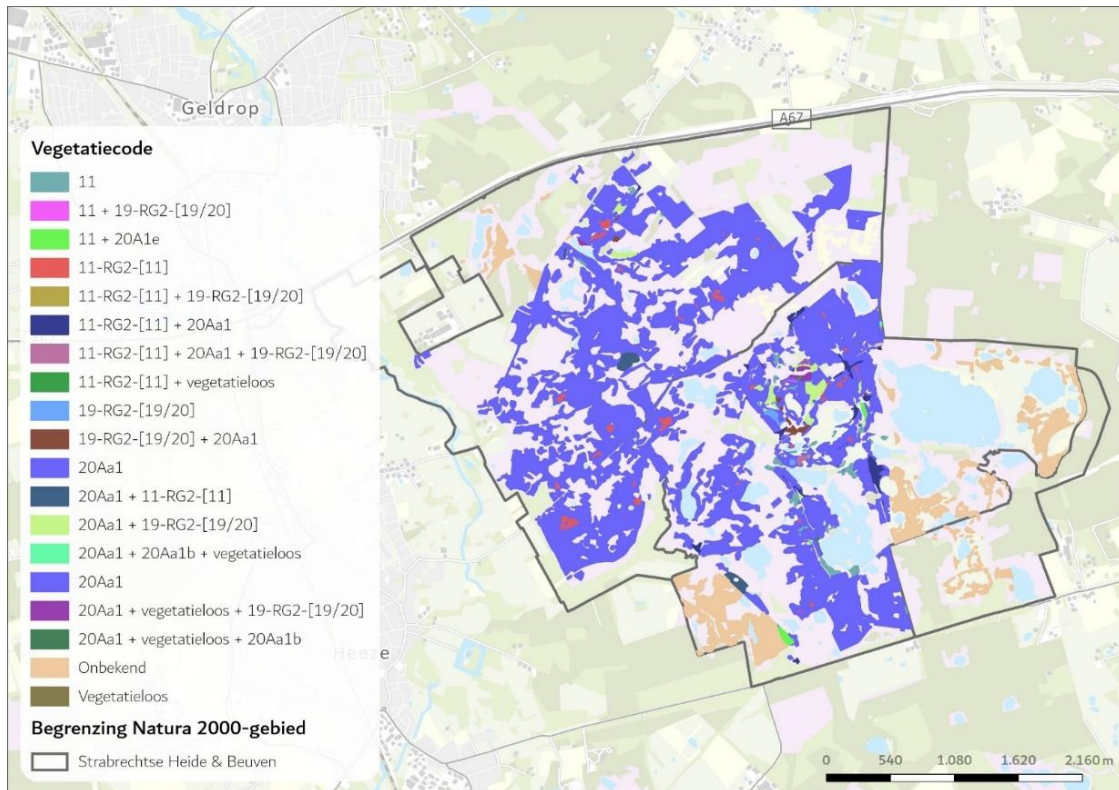 Geldrop
A67
Vegetatiecode
11
11 + 19-RG2-[19/20]
11 + 20A1e
11-RG2-[11]
11-RG2-[11] + 19-RG2-[19/20]
11-RG2-[11] + 20Aa1
11-RG2-[11] + 20Aa1 + 19-RG2-[19/20]
11-RG2-[11] + vegetatieloos
19-RG2-[19/20]
19-RG2-[19/20] + 20Aa1
20Aa1
20Aa1 + 11-RG2-[11]
20Aa1 + 19-RG2-[19/20]
20Aa1 + 20Aa1b + vegetatieloos
20Aa1
20Aa1 + vegetatieloos + 19-RG2-[19/20]
20Aa1 + vegetatieloos + 20Aa1b
Onbekend
Vegetatieloos
Heeze
Begrenzing Natura 2000-gebied
Strabrechtse Heide & Beuven
0 540 1.080 1.620 2.160 m